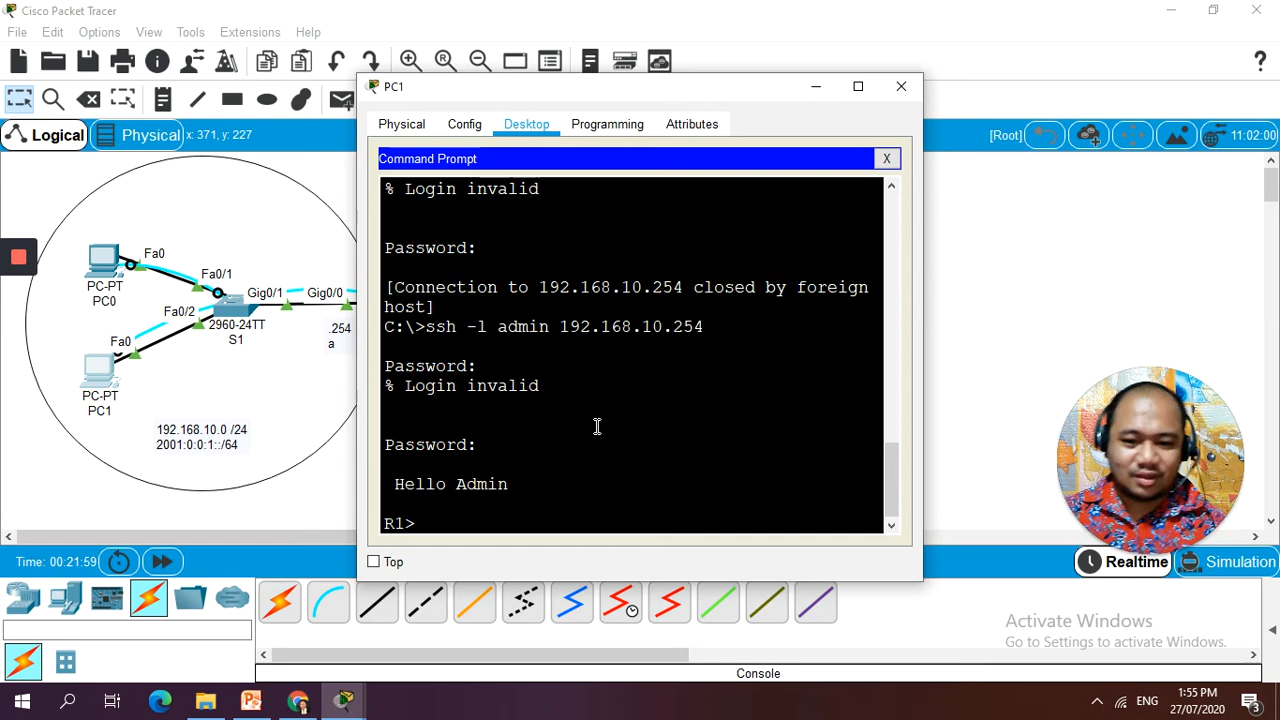 Cisco Packet Tracer
File Edit Options View Tools Extensions Help
PC1
Physical Config Desktop Programming Attributes
Logical Physical x: 371, y: 227
[Root] 11:02:00
Command Prompt X
% Login invalid
Password:
[Connection to 192.168.10.254 closed by foreign
host]
C:\>ssh -l admin 192.168.10.254
Password:
% Login invalid
Password:
Hello Admin
R1>
Top
Fa0
Fa0/1
PC-PT
PC0
Gig0/1 Gig0/0
Fa0/2
2960-24TT
S1
.254
a
Fa0
PC-PT
PC1
192.168.10.0 /24
2001:0:0:1::/64
Time: 00:21:59
Realtime Simulation
Activate Windows
Go to Settings to activate Windows.
Console
ENG
1:55 PM
27/07/2020
3